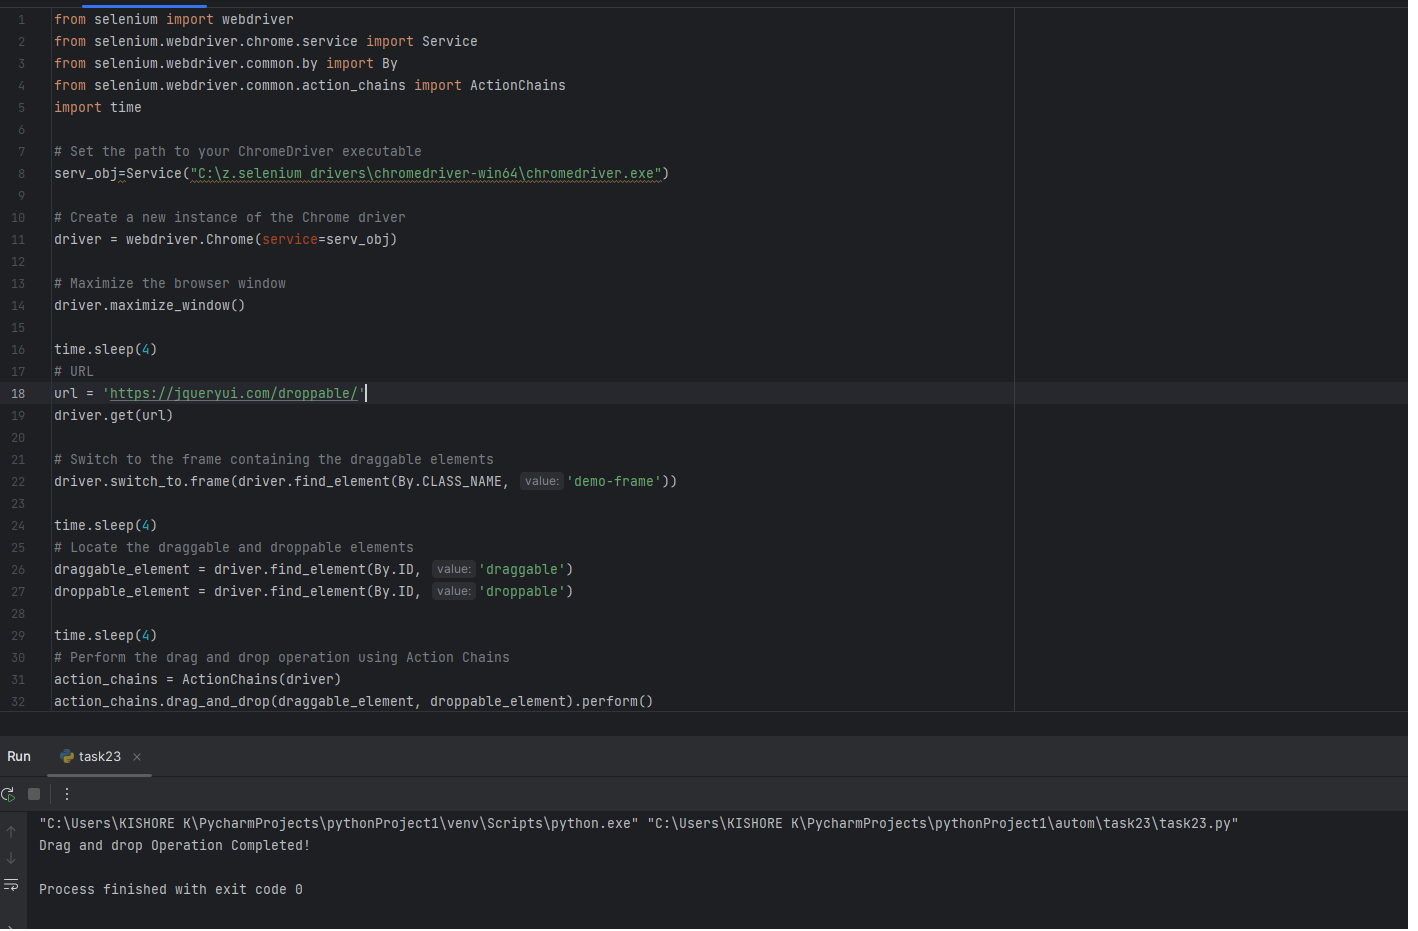 1 from selenium import webdriver
2 from selenium.webdriver.chrome.service import Service
3 from selenium.webdriver.common.by import By
4 from selenium.webdriver.common.action_chains import ActionChains
5 import time
6
7 # Set the path to your ChromeDriver executable
8 serv_obj=Service("C:\z.selenium drivers\chromedriver-win64\chromedriver.exe")
9
10 # Create a new instance of the Chrome driver
11 driver = webdriver.Chrome(service=serv_obj)
12
13 # Maximize the browser window
14 driver.maximize_window()
15
16 time.sleep(4)
17 # URL
18 url = 'https://jqueryui.com/droppable/'
19 driver.get(url)
20
21 # Switch to the frame containing the draggable elements
22 driver.switch_to.frame(driver.find_element(By.CLASS_NAME, value: 'demo-frame'))
23
24 time.sleep(4)
25 # Locate the draggable and droppable elements
26 draggable_element = driver.find_element(By.ID, value: 'draggable')
27 droppable_element = driver.find_element(By.ID, value: 'droppable')
28
29 time.sleep(4)
30 # Perform the drag and drop operation using Action Chains
31 action_chains = ActionChains(driver)
32 action_chains.drag_and_drop(draggable_element, droppable_element).perform()
Run task23
"C:\Users\KISHORE K\PycharmProjects\pythonProject1\venv\Scripts\python.exe" "C:\Users\KISHORE K\PycharmProjects\pythonProject1\autom\task23\task23.py"
Drag and drop Operation Completed!
Process finished with exit code 0